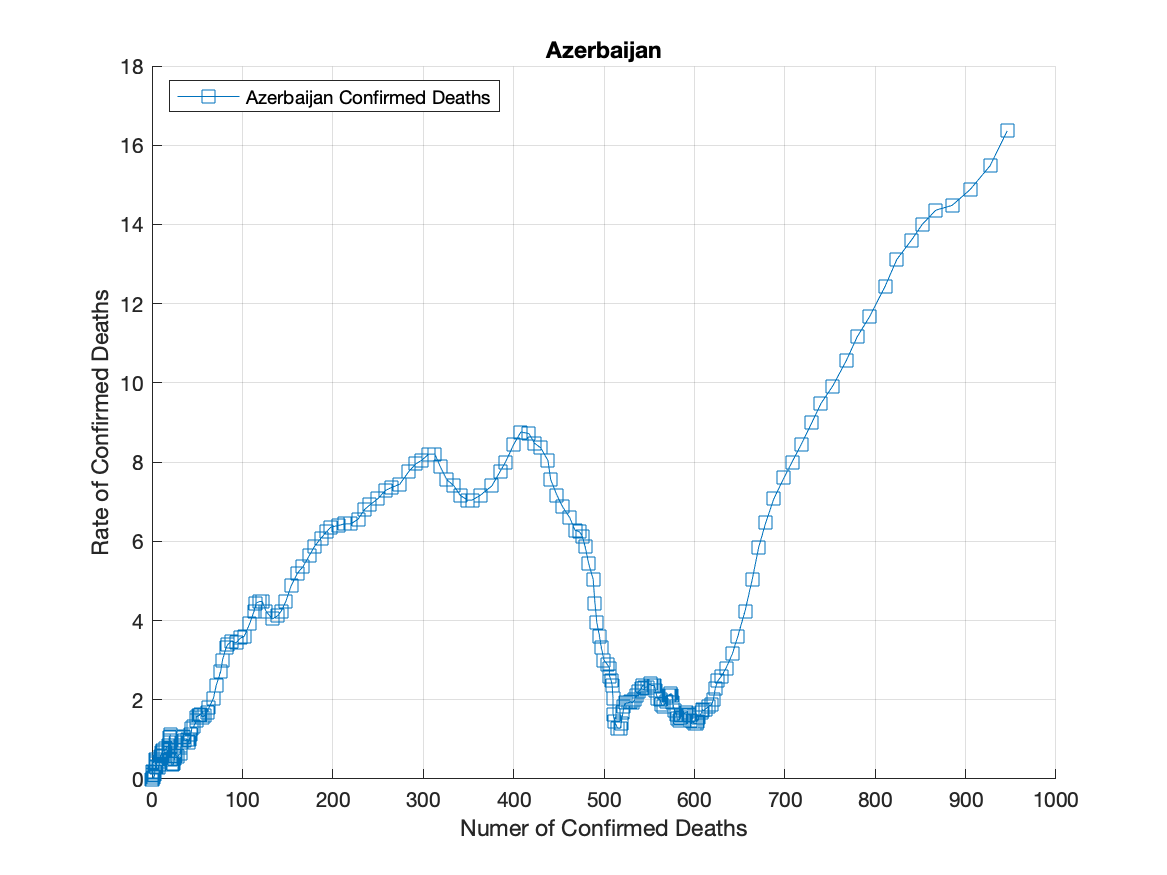 Azerbaijan
Azerbaijan Confirmed Deaths
Rate of Confirmed Deaths
18
16
14
12
10
8
6
4
2
0
0 100 200 300 400 500 600 700 800 900 1000
Numer of Confirmed Deaths